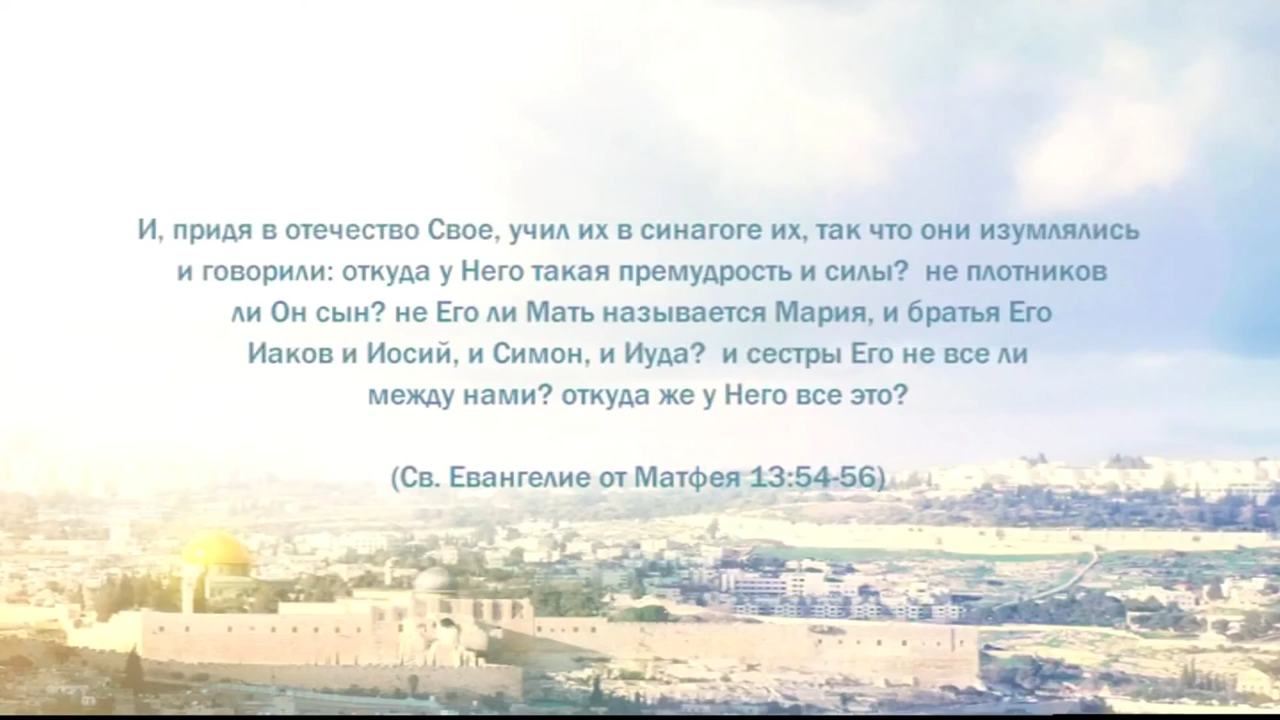 И, придя в отечество Свое, учил их в синагоге их, так что они изумлялись
и говорили: откуда у Него такая премудрость и силы?  не плотников
ли Он сын? не Его ли Мать называется Мария, и братья Его
Иаков и Иосий, и Симон, и Иуда?  и сестры Его не все ли
между нами? откуда же у Него все это?
(Св. Евангелие от Матфея 13:54-56)